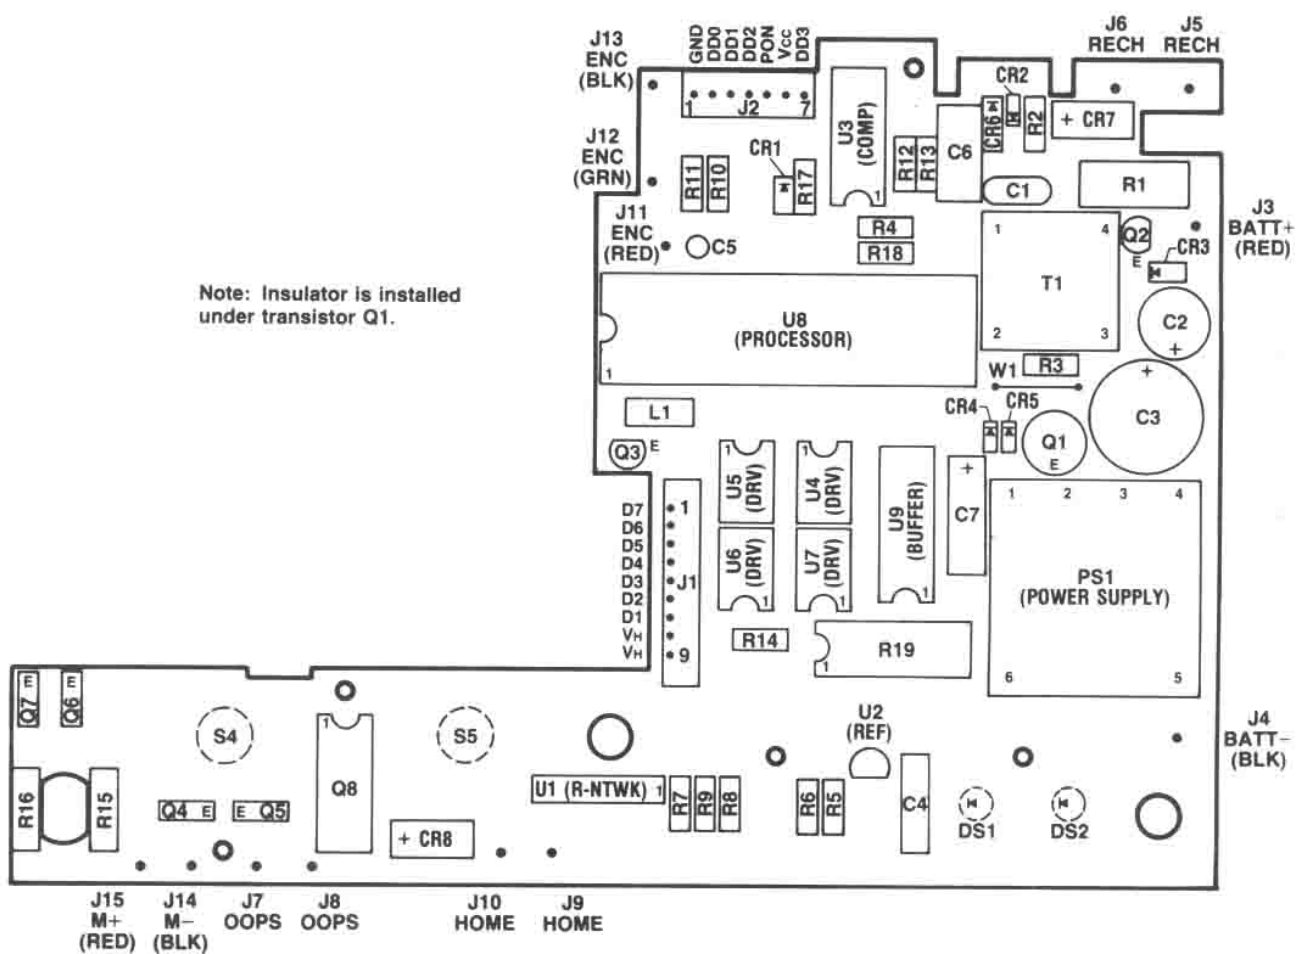 J13
ENC
(BLK)
GND
DD0
DD1
DD2
PON
Vcc
DD3
J6
RECH
J5
RECH
1
J2
7
U3
(COMP)
1
CR2
CR6
R2
+ CR7
J12
ENC
(GRN)
R11
R10
CR1
R17
R12
R13
C6
C1
R1
J11
ENC
(RED)
C5
R4
R18
1
4
T1
2
3
Q2
E
CR3
J3
BATT+
(RED)
Note: Insulator is installed
under transistor Q1.
U8
(PROCESSOR)
1
C2
+
R3
W1
+
C3
L1
CR4
CR5
Q1
E
Q3
E
1
U5
(DRV)
1
U4
(DRV)
U9
(BUFFER)
1
+
C7
1
2
3
4
PS1
(POWER SUPPLY)
6
5
D7
D6
D5
D4
D3
D2
D1
VH
VH
1
J1
9
U6
(DRV)
1
U7
(DRV)
1
R14
R19
1
E
Q7
E
Q6
S4
1
Q8
S5
U2
(REF)
J4
BATT-
(BLK)
R16
R15
Q4 E
E Q5
+ CR8
U1 (R-NTWK) 1
R7
R9
R8
R6
R5
C4
DS1
DS2
J15
M+
(RED)
J14
M-
(BLK)
J7
OOPS
J8
OOPS
J10
HOME
J9
HOME